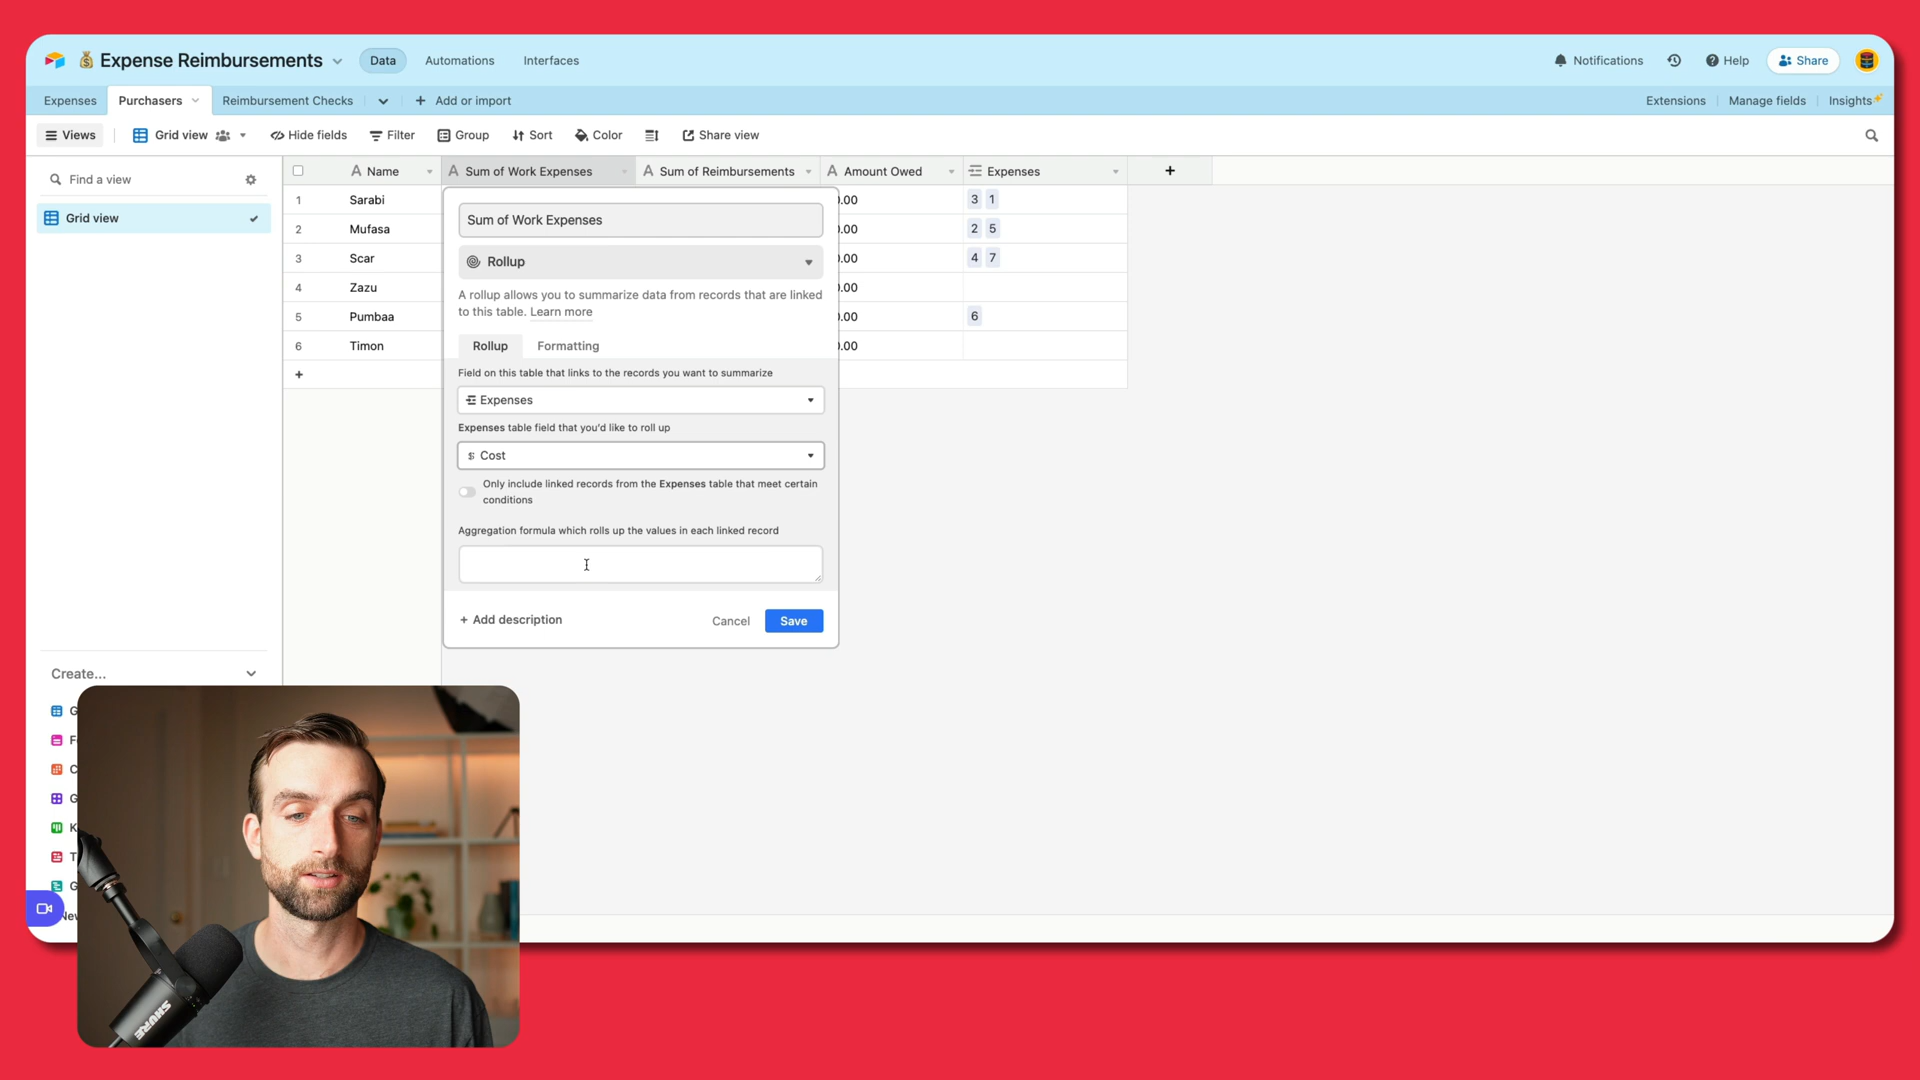 Expense Reimbursements
Data
Automations
Interfaces
Notifications
Help
Share
Expenses
Purchasers
Reimbursement Checks
Add or import
Extensions
Manage fields
Insights
Views
Grid view
Hide fields
Filter
Group
Sort
Color
Share view
Find a view
Grid view
Name
Sum of Work Expenses
Sum of Reimbursements
Amount Owed
Expenses
1 Sarabi .00 3 1
2 Mufasa .00 2 5
3 Scar .00 4 7
4 Zazu .00
5 Pumbaa .00 6
6 Timon .00
Sum of Work Expenses
Rollup
A rollup allows you to summarize data from records that are linked
to this table. Learn more
Rollup
Formatting
Field on this table that links to the records you want to summarize
Expenses
Expenses table field that you'd like to roll up
Cost
Only include linked records from the Expenses table that meet certain
conditions
Aggregation formula which rolls up the values in each linked record
+ Add description
Cancel
Save
Create...
G
F
C
G
K
T
G
New
SHURE